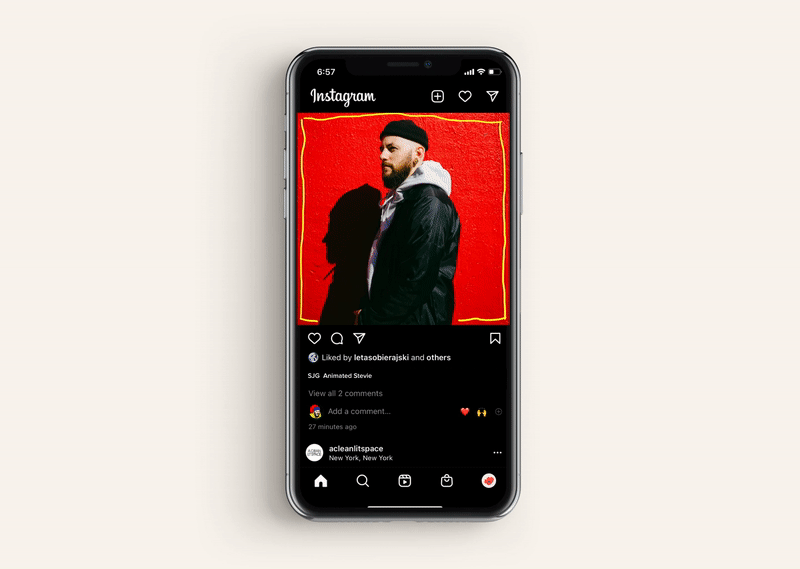 6:57
Instagram
Liked by letasobierajski and others
SJG Animated Stevie
View all 2 comments
Add a comment...
27 minutes ago
acleanlitspace
New York, New York